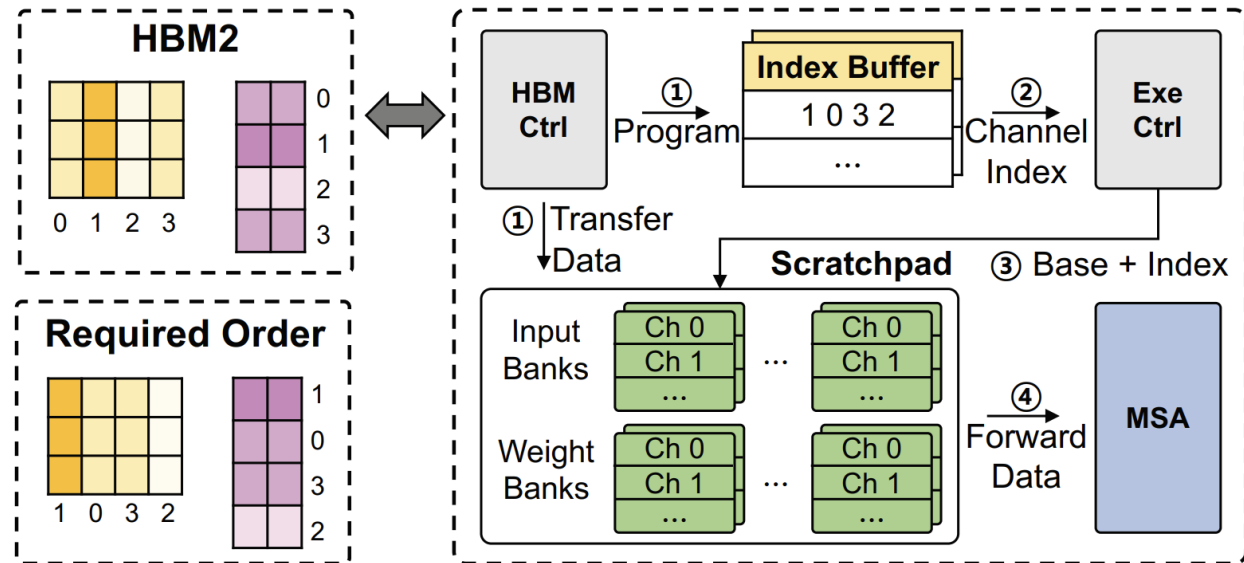 HBM2
0 1 2 3
0
1
2
3
Required Order
1 0 3 2
1
0
3
2
HBM
Ctrl
①
Program
Index Buffer
1 0 3 2
...
②
Channel
Index
Exe
Ctrl
① Transfer
Data
Scratchpad
③ Base + Index
Input
Banks
Ch 0
Ch 1
...
...
Ch 0
Ch 1
...
Weight
Banks
Ch 0
Ch 1
...
...
Ch 0
Ch 1
...
④
Forward
Data
MSA